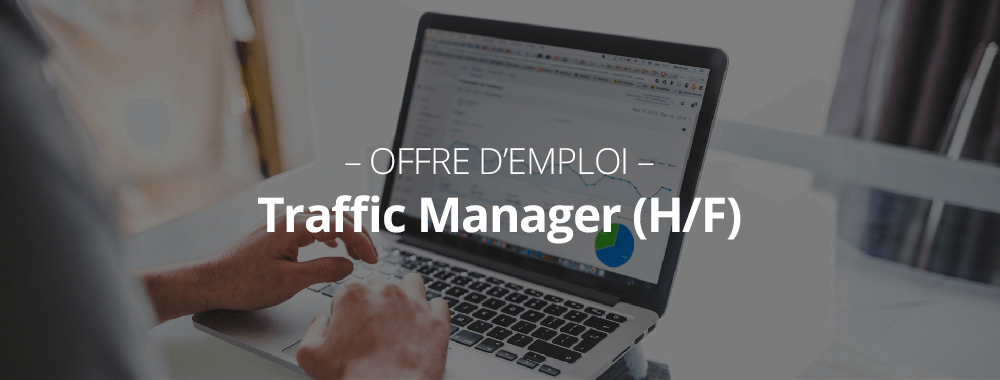 – OFFRE D’EMPLOI –
Traffic Manager (H/F)